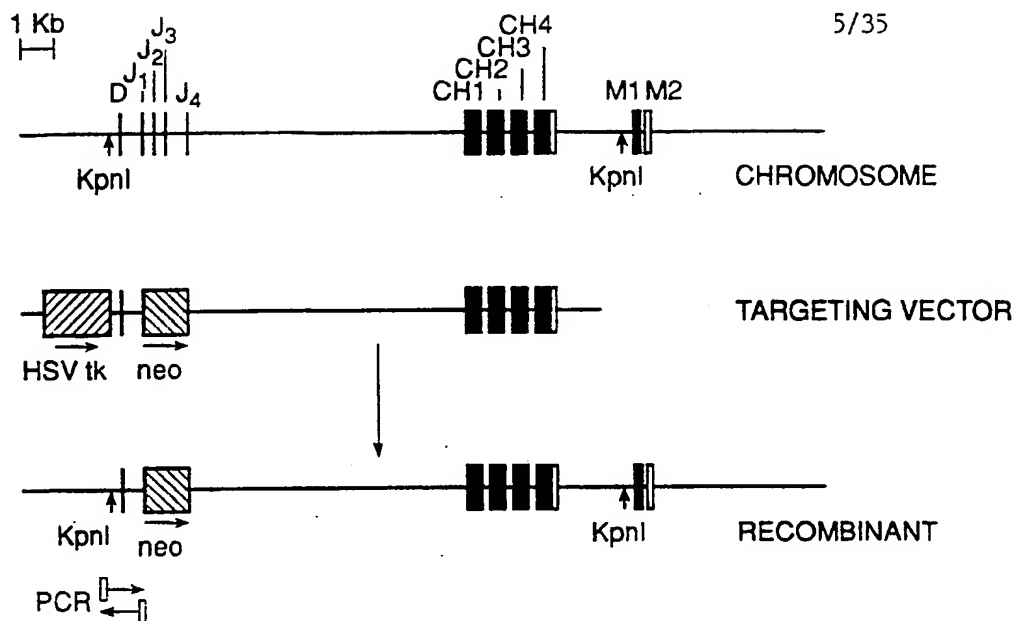 1 Kb
5/35
D
J1
J2
J3
J4
CH1
CH2
CH3
CH4
M1 M2
KpnI
KpnI
CHROMOSOME
TARGETING VECTOR
HSV tk
neo
KpnI
neo
KpnI
RECOMBINANT
PCR